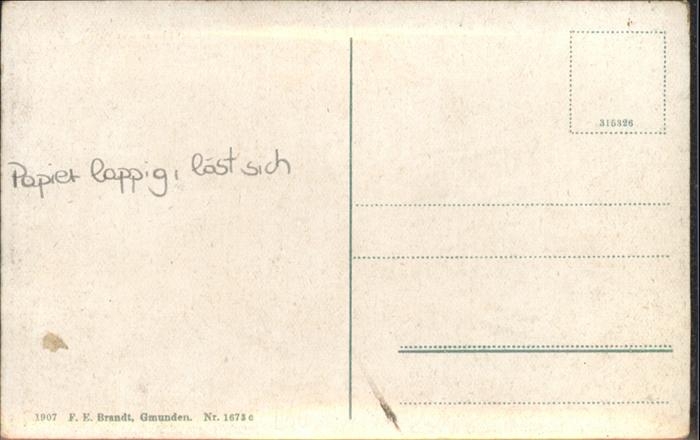 315326
Papier lappig, löst sich
1907 F. E. Brandt, Gmunden. Nr. 1673 c